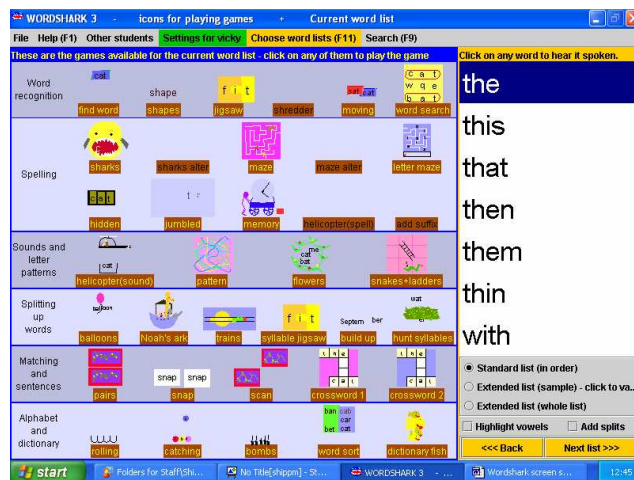 WORDSHARK 3 - icons for playing games + Current word list
File Help (F1) Other students Settings for vicky Choose word lists (F11) Search (F9)
These are the games available for the current word list - click on any of them to play the game
Click on any word to hear it spoken.
Word recognition
cat
shape
f i t
cat cat
c a t
w q e
b a t
find word shapes jigsaw shredder moving word search
Spelling
sharks sharks alter maze maze alter letter maze
c a t
t
hidden jumbled memory helicopter(spell) add suffix
Sounds and letter patterns
cat
me
cat
bat
helicopter(sound) pattern flowers snakes+ladders
Splitting up words
balloon
f i t
Septem ber
balloons Noah's ark trains syllable jigsaw build up hunt syllables
Matching and sentences
snap snap
t h e
c a t
t h e
c a t
pairs snap scan crossword 1 crossword 2
Alphabet and dictionary
ban cab
car
bet cat
rolling catching bombs word sort dictionary fish
the
this
that
then
them
thin
with
Standard list (in order)
Extended list (sample) - click to va..
Extended list (whole list)
Highlight vowels Add splits
<<< Back Next list >>>
start Folders for Staff\Shi... No Title[shippm] - St... WORDSHARK 3 - ... Wordshark screen s... 12:45